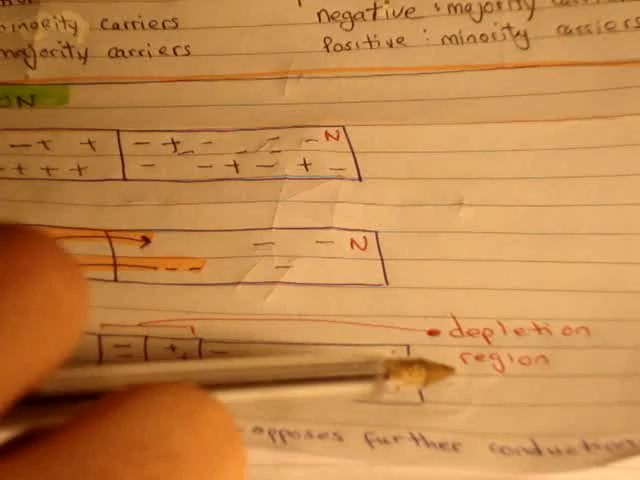 minority carriers
majority carriers
negative : majority
Positive : minority carriers
N
- + + - + - - - - - N
+ + + - - + - + -
- - N
- - -
depletion
- + -
region
opposes further conduction